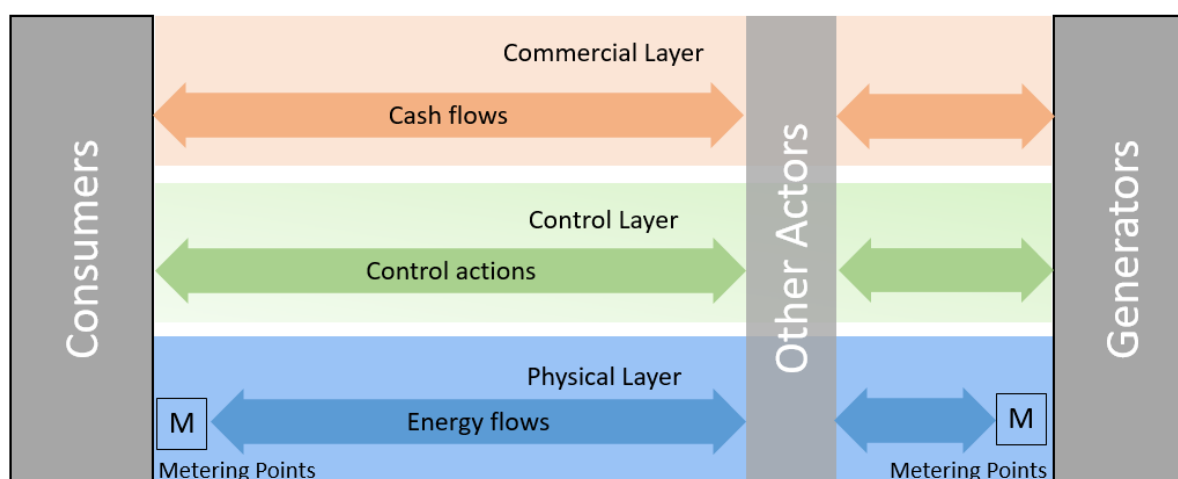 Consumers
Commercial Layer
Cash flows
Control Layer
Control actions
Physical Layer
M
Energy flows
Metering Points
Other Actors
M
Metering Points
Generators